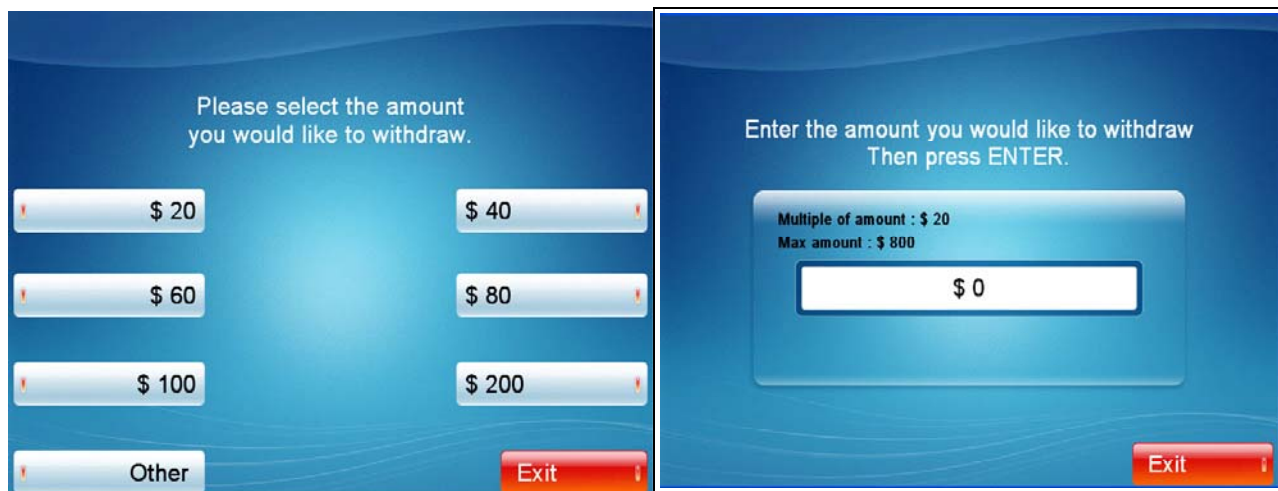 Please select the amount
you would like to withdraw.
$ 20
$ 40
$ 60
$ 80
$ 100
$ 200
Other
Exit
Enter the amount you would like to withdraw
Then press ENTER.
Multiple of amount : $ 20
Max amount : $ 800
$ 0
Exit